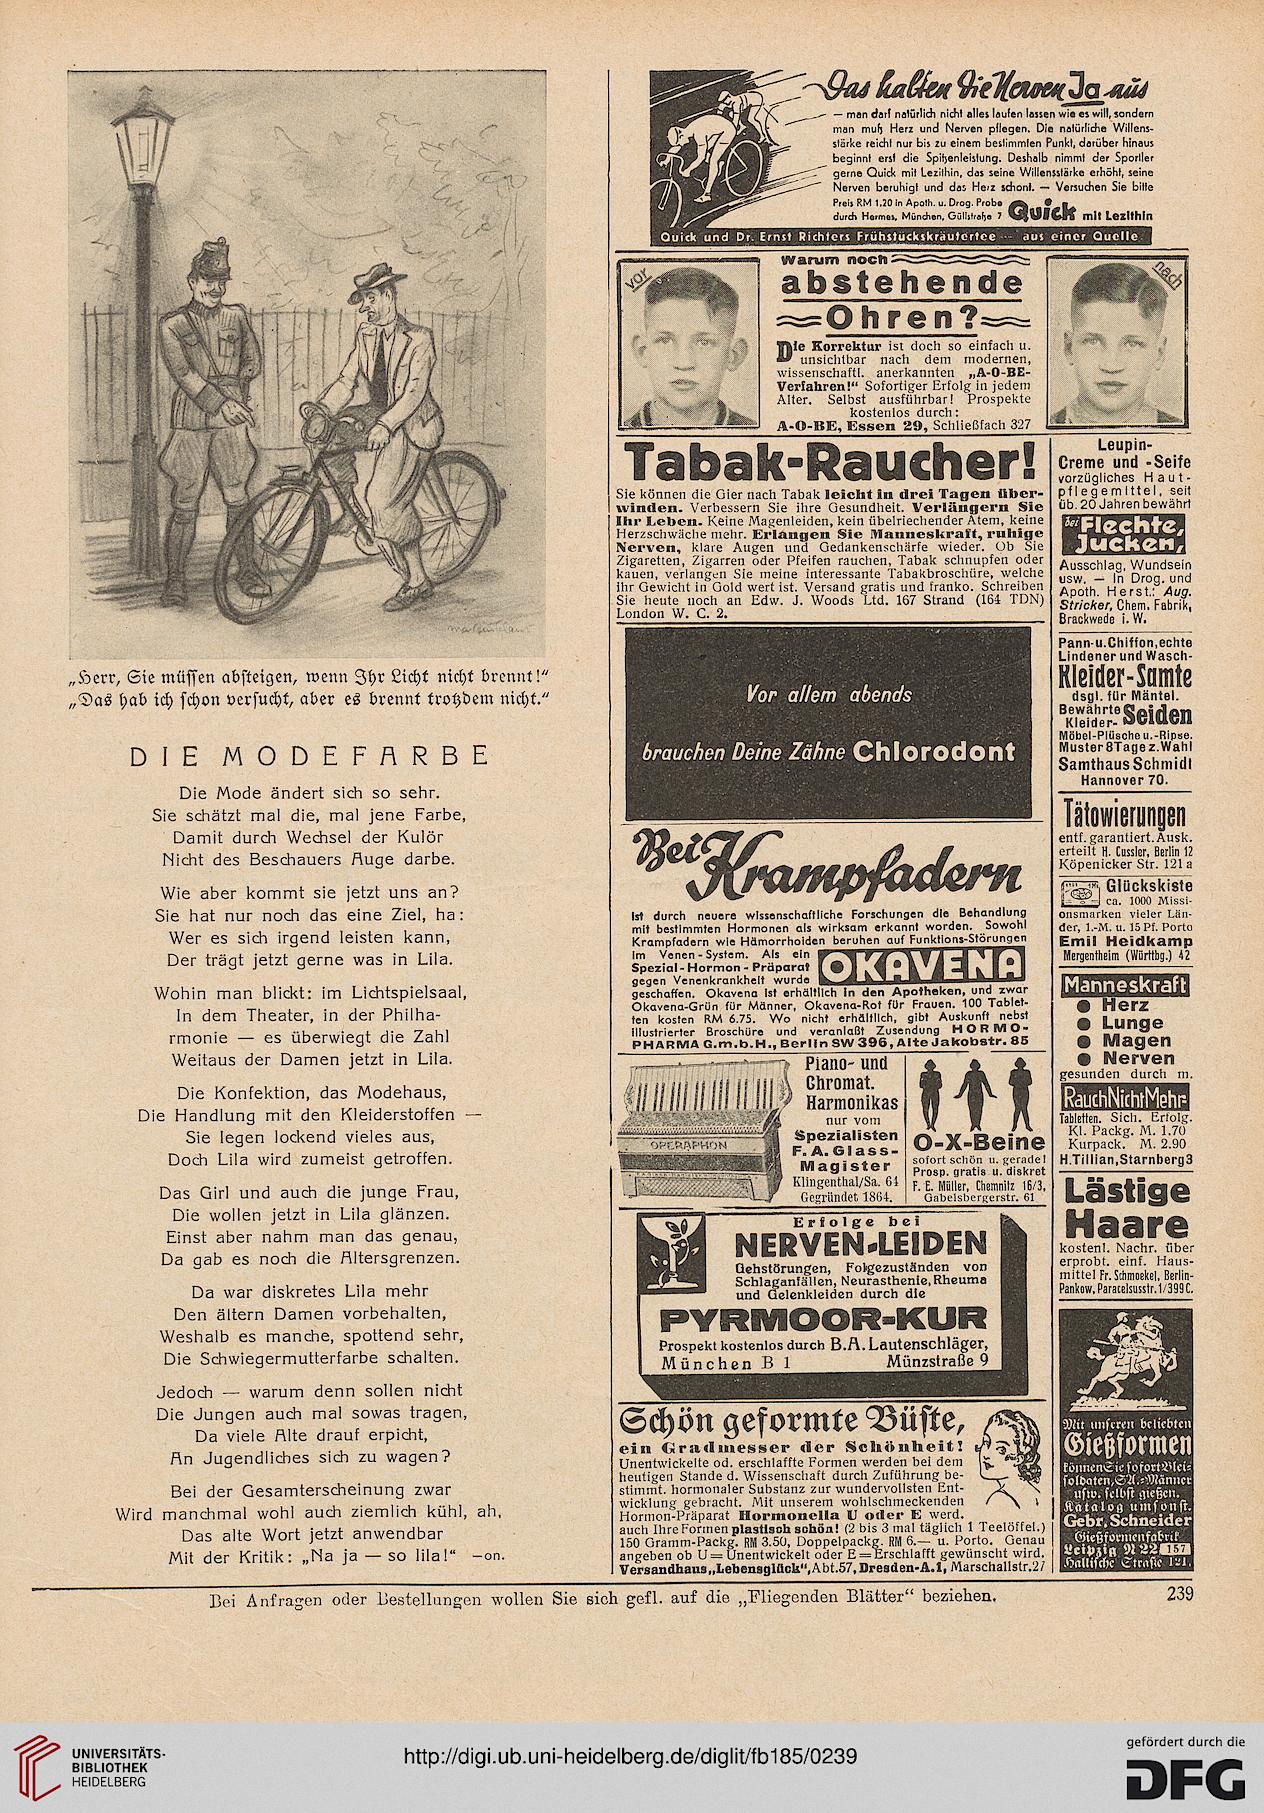 „Herr, Sie müssen absteigen, wenn Ihr Licht nicht brennt!"
„Das hab ich schon versucht, aber es brennt trotzdem nicht."
DIE MODEFARBE
Die Mode ändert sich so sehr.
Sie schätzt mal die, mal jene Farbe,
Damit durch Wechsel der Kulör
Nicht des Beschauers Auge darbe.
Wie aber kommt sie jetzt uns an?
Sie hat nur noch das eine Ziel, ha:
Wer es sich irgend leisten kann,
Der trägt jetzt gerne was in Lila.
Wohin man blickt: im Lichtspielsaal,
In dem Theater, in der Philha-
rmonie — es überwiegt die Zahl
Weitaus der Damen jetzt in Lila.
Die Konfektion, das Modehaus,
Die Handlung mit den Kleiderstoffen —
Sie legen lockend vieles aus,
Doch Lila wird zumeist getroffen.
Das Girl und auch die junge Frau,
Die wollen jetzt in Lila glänzen.
Einst aber nahm man das genau,
Da gab es noch die Altersgrenzen.
Da war diskretes Lila mehr
Den ältern Damen vorbehalten,
Weshalb es manche, spottend sehr,
Die Schwiegermutterfarbe schalten.
Jedoch — warum denn sollen nicht
Die Jungen auch mal sowas tragen,
Da viele Alte drauf erpicht,
An Jugendliches sich zu wagen?
Bei der Gesamterscheinung zwar
Wird manchmal wohl auch ziemlich kühl, ah,
Das alte Wort jetzt anwendbar
Mit der Kritik: „Na ja — so lila!" —on.
Das halten die Nerven Ja aus
— man darf natürlich nicht alles laufen lassen wie es will, sondern
man muß Herz und Nerven pflegen. Die natürliche Willens-
stärke reicht nur bis zu einem bestimmten Punkt, darüber hinaus
beginnt erst die Spitzenleistung. Deshalb nimmt der Sportler
gerne Quick mit Lezithin, das seine Willensstärke erhöht, seine
Nerven beruhigt und das Herz schont. — Versuchen Sie bitte
Preis RM 1.20 in Apoth. u. Drog. Probe
durch Hermes, München, Güllstraße 7 Quick mit Lezithin
Quick und Dr. Ernst Richters Frühstückskräutertee — aus einer Quelle
vor
Warum noch
abstehende
Ohren?
Die Korrektur ist doch so einfach u.
unsichtbar nach dem modernen,
wissenschaftl. anerkannten „A-O-BE-
Verfahren!" Sofortiger Erfolg in jedem
Alter. Selbst ausführbar! Prospekte
kostenlos durch:
A-O-BE, Essen 29, Schließfach 327
nach
Tabak-Raucher!
Sie können die Gier nach Tabak leicht in drei Tagen über-
winden. Verbessern Sie ihre Gesundheit. Verlängern Sie
Ihr Leben. Keine Magenleiden, kein übelriechender Atem, keine
Herzschwäche mehr. Erlangen Sie Manneskraft, ruhige
Nerven, klare Augen und Gedankenschärfe wieder. Ob Sie
Zigaretten, Zigarren oder Pfeifen rauchen, Tabak schnupfen oder
kauen, verlangen Sie meine interessante Tabakbroschüre, welche
ihr Gewicht in Gold wert ist. Versand gratis und franko. Schreiben
Sie heute noch an Edw. J. Woods Ltd. 167 Strand (164 TDN)
London W. C. 2.
Vor allem abends
brauchen Deine Zähne Chlorodont
Bei Krampfadern
ist durch neuere wissenschaftliche Forschungen die Behandlung
mit bestimmten Hormonen als wirksam erkannt worden. Sowohl
Krampfadern wie Hämorrhoiden beruhen auf Funktions-Störungen
im Venen-System. Als ein
Spezial-Hormon-Präparat
gegen Venenkrankheit wurde OKAVENA
geschaffen. Okavena ist erhältlich in den Apotheken, und zwar
Okavena-Grün für Männer, Okavena-Rot für Frauen. 100 Tablet-
ten kosten RM 6.75. Wo nicht erhältlich, gibt Auskunft nebst
illustrierter Broschüre und veranlaßt Zusendung HORMO-
PHARMA G.m.b.H., Berlin SW 396, Alte Jakobstr. 85
OPERAPHON
Piano- und
Chromat.
Harmonikas
nur vom
Spezialisten
F. A. Glass-
Magister
Klingenthal/Sa. 64
Gegründet 1864.
O-X-Beine
sofort schön u. gerade!
Prosp. gratis u. diskret
F. E. Müller, Chemnitz 16/3,
Gabelsbergerstr. 61
Erfolge bei
NERVEN-LEIDEN
Gehstörungen, Folgezuständen von
Schlaganfällen, Neurasthenie, Rheuma
und Gelenkleiden durch die
PYRMOOR-KUR
Prospekt kostenlos durch B.A. Lautenschläger,
München B 1 Münzstraße 9
Schön geformte Büste,
ein Gradmesser der Schönheit!
Unentwickelte od. erschlaffte Formen werden bei dem
heutigen Stande d. Wissenschaft durch Zuführung be-
stimmt. hormonaler Substanz zur wundervollsten Ent-
wicklung gebracht. Mit unserem wohlschmeckenden
Hormon-Präparat Hormonella U oder E werd.
auch Ihre Formen plastisch schön! (2 bis 3 mal täglich 1 Teelöffel.)
150 Gramm-Packg. RM 3.50, Doppelpackg. RM 6.— u. Porto. Genau
angeben ob U = Unentwickelt oder E = Erschlafft gewünscht wird.
Versandhaus „Lebensglück", Abt.57, Dresden-A.1, Marschallstr.27
Leupin-
Creme und -Seife
vorzügliches Haut-
pflegemittel, seit
üb. 20 Jahren bewährt
bei Flechte,
Jucken,
Ausschlag, Wundsein
usw. — In Drog. und
Apoth. Herst.: Aug.
Stricker, Chem. Fabrik,
Brackwede i. W.
Pann- u. Chiffon, echte
Lindener und Wasch-
Kleider-Samte
dsgl. für Mäntel.
Bewährte
Kleider- Seiden
Möbel-Plüsche u.-Ripse.
Muster 8 Tage z. Wahl
Samthaus Schmidt
Hannover 70.
Tätowierungen
entf. garantiert. Ausk.
erteilt H. Cussler, Berlin 12
Köpenicker Str. 121 a
Glückskiste
ca. 1000 Missi-
onsmarken vieler Län-
der, 1.-M. u. 15 Pf. Porto
Emil Heidkamp
Mergentheim (Württbg.) 42
Manneskraft
● Herz
● Lunge
● Magen
● Nerven
gesunden durch m.
RauchNichtMehr-
Tabletten. Sich. Erfolg.
Kl. Packg. M. 1.70
Kurpack. M. 2.90
H. Tillian, Starnberg 3
Lästige
Haare
kostenl. Nachr. über
erprobt. einf. Haus-
mittel Fr. Schmoekel, Berlin-
Pankow, Paracelsusstr. 1/399 C.
Mit unseren beliebten
Gießformen
können Sie sofort Blei-
soldaten, SA.-Männer
usw. selbst gießen.
Katalog umsonst.
Gebr. Schneider
Gießformenfabrik
Leipzig N 22 157
Hallische Straße 121.
Bei Anfragen oder Bestellungen wollen Sie sich gefl. auf die „Fliegenden Blätter" beziehen.
239
UNIVERSITÄTS-
BIBLIOTHEK
HEIDELBERG
http://digi.ub.uni-heidelberg.de/diglit/fb185/0239
gefördert durch die
DFG